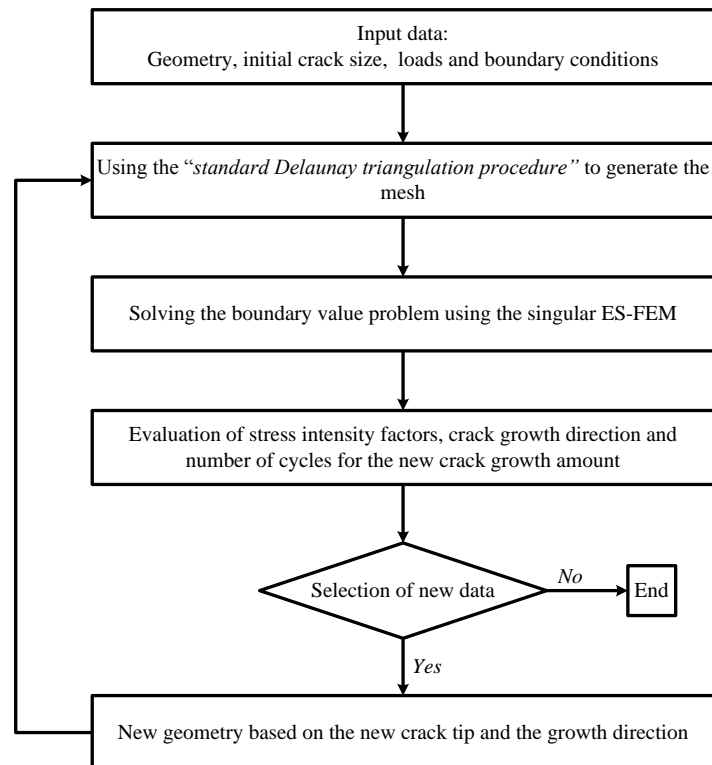 Input data:
Geometry, initial crack size, loads and boundary conditions
Using the “standard Delaunay triangulation procedure” to generate the
mesh
Solving the boundary value problem using the singular ES-FEM
Evaluation of stress intensity factors, crack growth direction and
number of cycles for the new crack growth amount
Selection of new data
No
End
Yes
New geometry based on the new crack tip and the growth direction